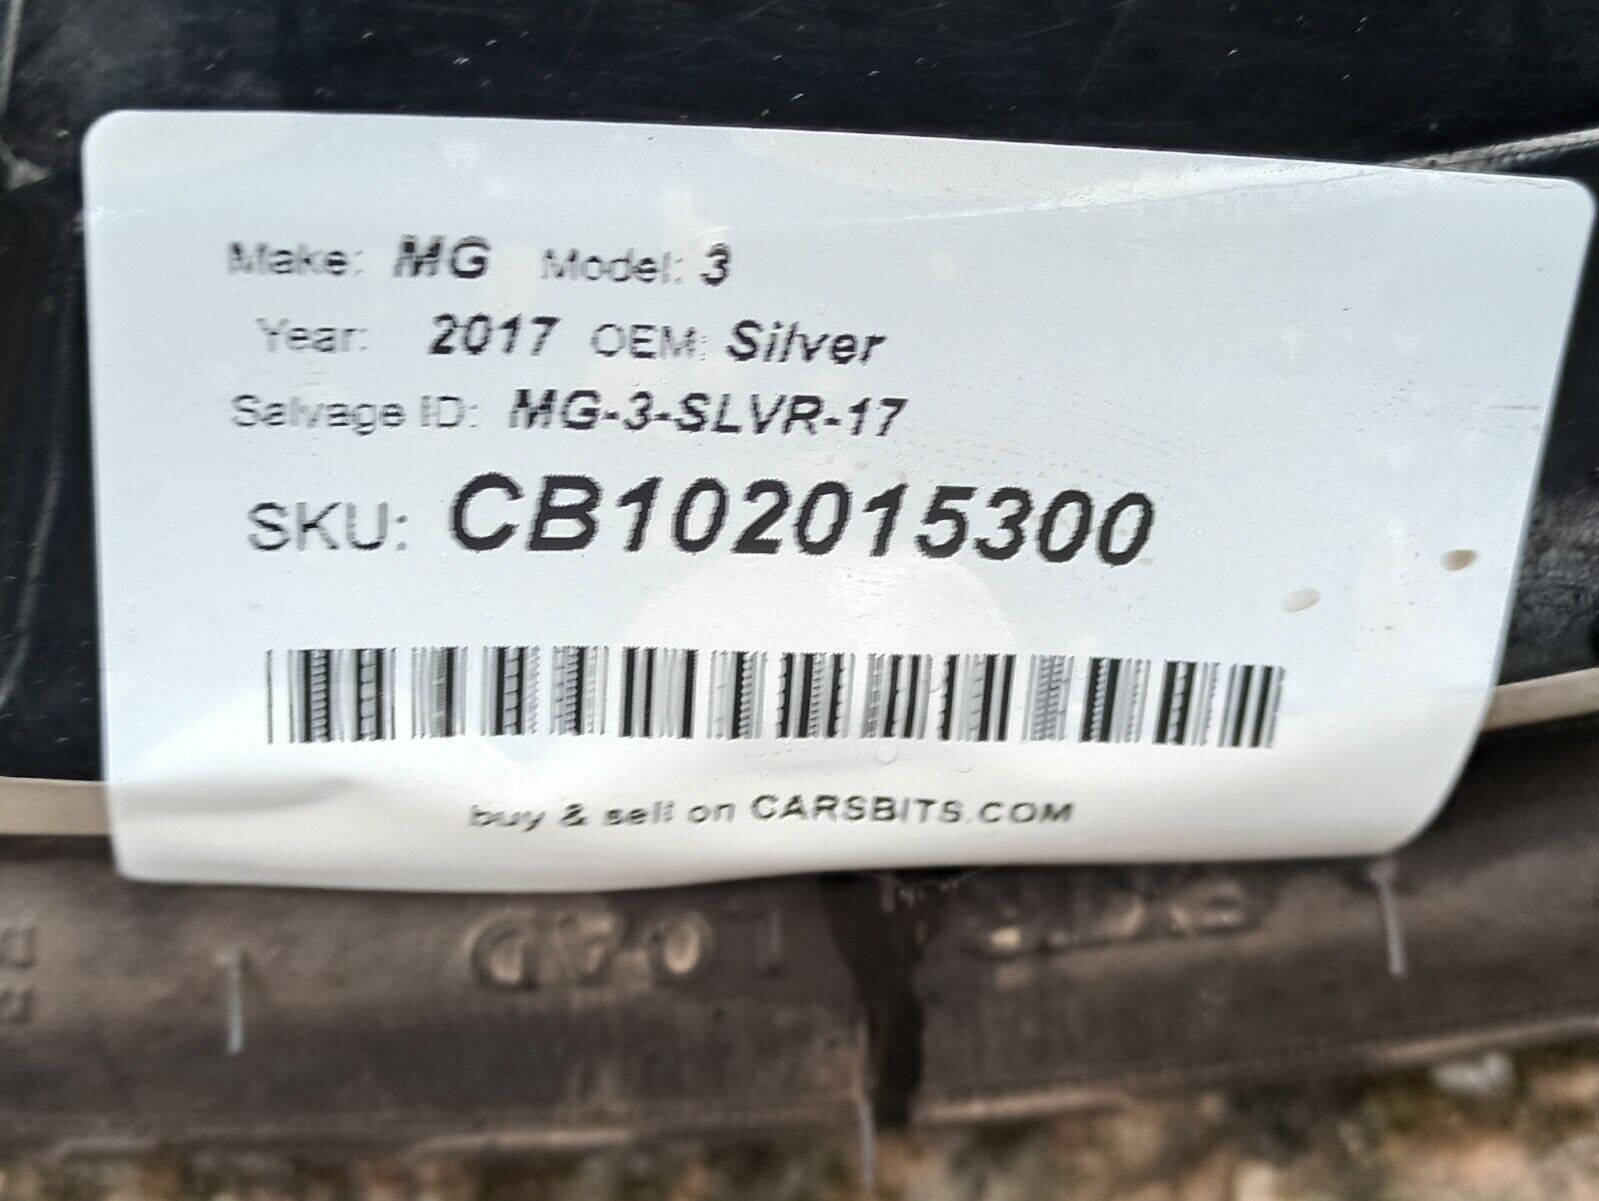 Make: MG Model: 3
Year: 2017 OEM: Silver
Salvage ID: MG-3-SLVR-17
SKU: CB102015300
buy & sell on CARSBITS.COM